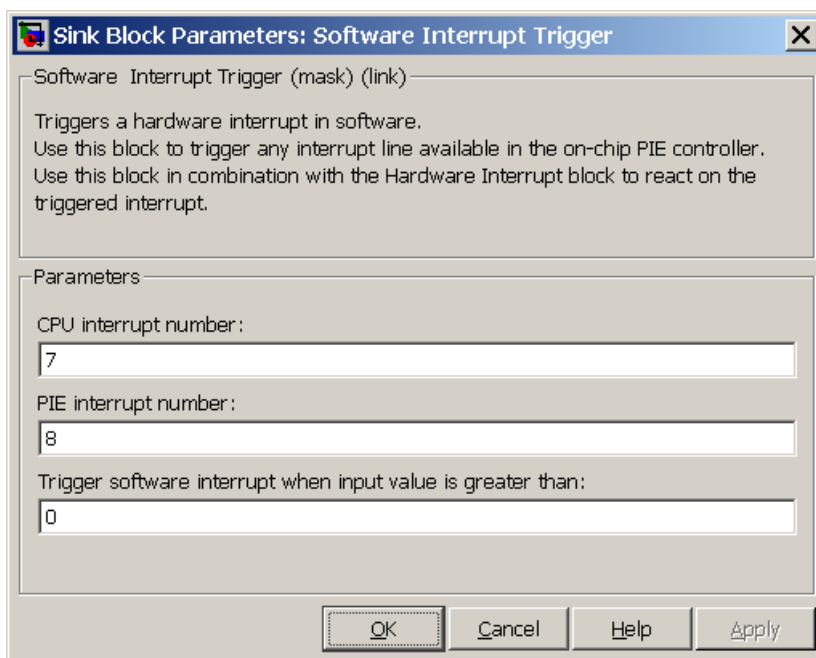 Sink Block Parameters: Software Interrupt Trigger
Software Interrupt Trigger (mask) (link)
Triggers a hardware interrupt in software.
Use this block to trigger any interrupt line available in the on-chip PIE controller.
Use this block in combination with the Hardware Interrupt block to react on the
triggered interrupt.
Parameters
CPU interrupt number:
7
PIE interrupt number:
8
Trigger software interrupt when input value is greater than:
0
OK Cancel Help Apply